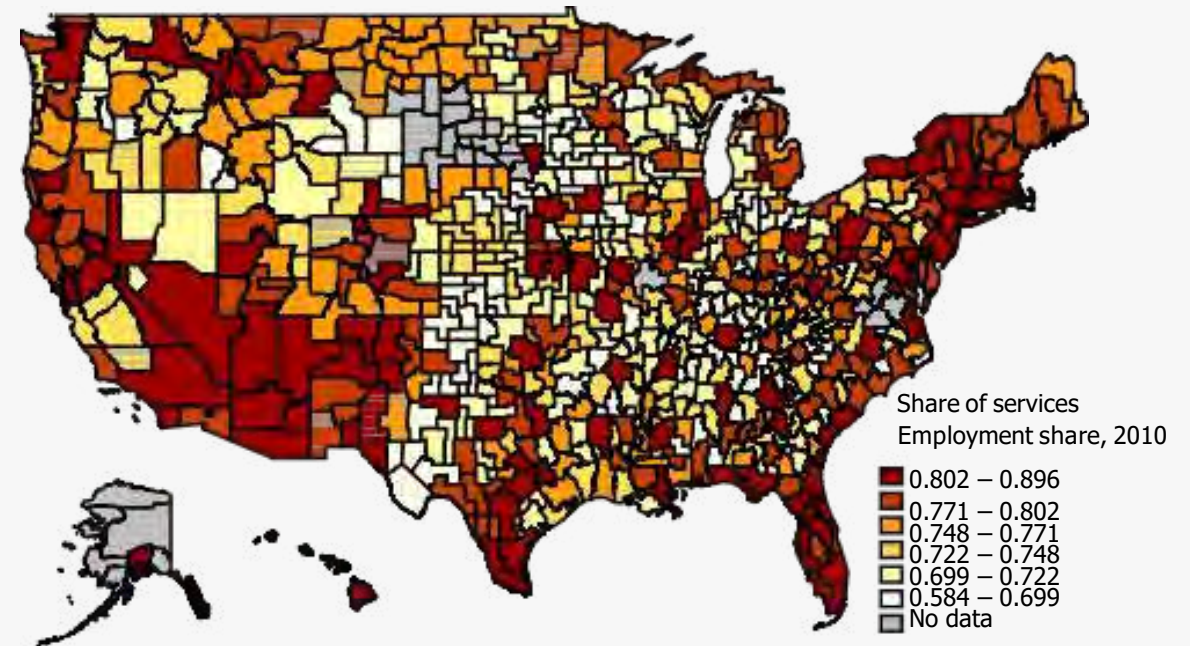 Share of services
Employment share, 2010
0.802 – 0.896
0.771 – 0.802
0.748 – 0.771
0.722 – 0.748
0.699 – 0.722
0.584 – 0.699
No data